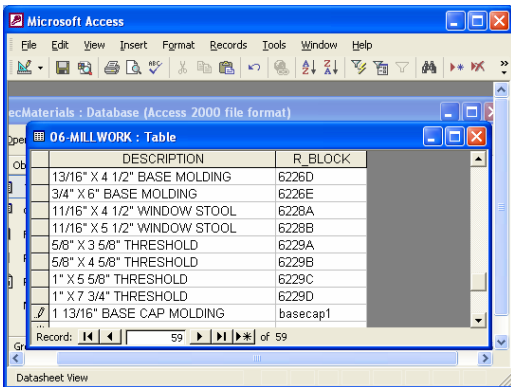 Microsoft Access
File Edit View Insert Format Records Tools Window Help
ecMaterials : Database (Access 2000 file format)
06-MILLWORK : Table
DESCRIPTION R_BLOCK
13/16" X 4 1/2" BASE MOLDING 6226D
3/4" X 6" BASE MOLDING 6226E
11/16" X 4 1/2" WINDOW STOOL 6228A
11/16" X 5 1/2" WINDOW STOOL 6228B
5/8" X 3 5/8" THRESHOLD 6229A
5/8" X 4 5/8" THRESHOLD 6229B
1" X 5 5/8" THRESHOLD 6229C
1" X 7 3/4" THRESHOLD 6229D
1 13/16" BASE CAP MOLDING basecap1
Record: 59 of 59
Datasheet View